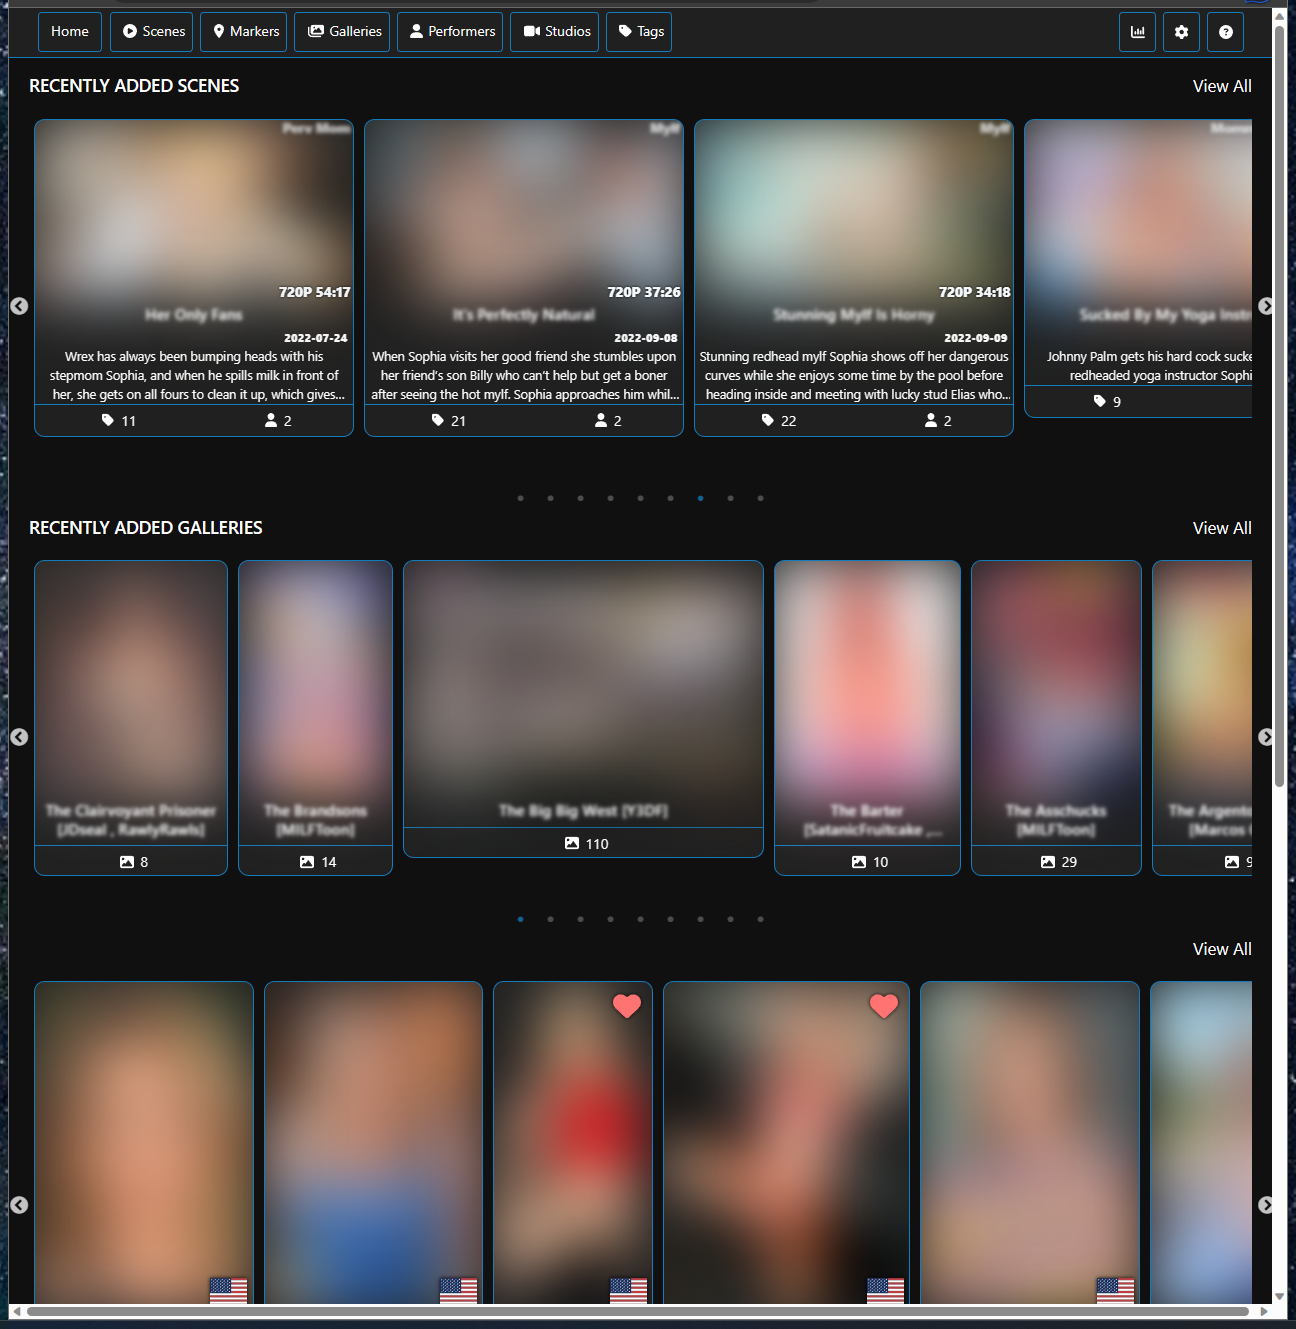 Home Scenes Markers Galleries Performers Studios Tags
RECENTLY ADDED SCENES View All
Perv Mom
Mylf
Mylf
720P 54:17
720P 37:26
720P 34:18
Her Only Fans
It's Perfectly Natural
Stunning Mylf Is Horny
Sucked By My Yoga
2022-07-24
2022-09-08
2022-09-09
Wrex has always been bumping heads with his
stepmom Sophia, and when he spills milk in front of
her, she gets on all fours to clean it up, which gives...
When Sophia visits her good friend she stumbles upon
her friend’s son Billy who can’t help but get a boner
after seeing the hot mylf. Sophia approaches him whil...
Stunning redhead mylf Sophia shows off her dangerous
curves while she enjoys some time by the pool before
heading inside and meeting with lucky stud Elias who...
Johnny Palm gets his hard cock sucke
redheaded yoga instructor Sophi
11 2
21 2
22 2
9
RECENTLY ADDED GALLERIES View All
The Clairvoyant Prisoner
[JDseal , RawlyRawls]
8
The Brandsons
[MILFToon]
14
The Big Big West [Y3DF]
110
The Barter
[SatanicFruitcake ,...
10
The Asschucks
[MILFToon]
29
The Argent
[Marcos
9
View All